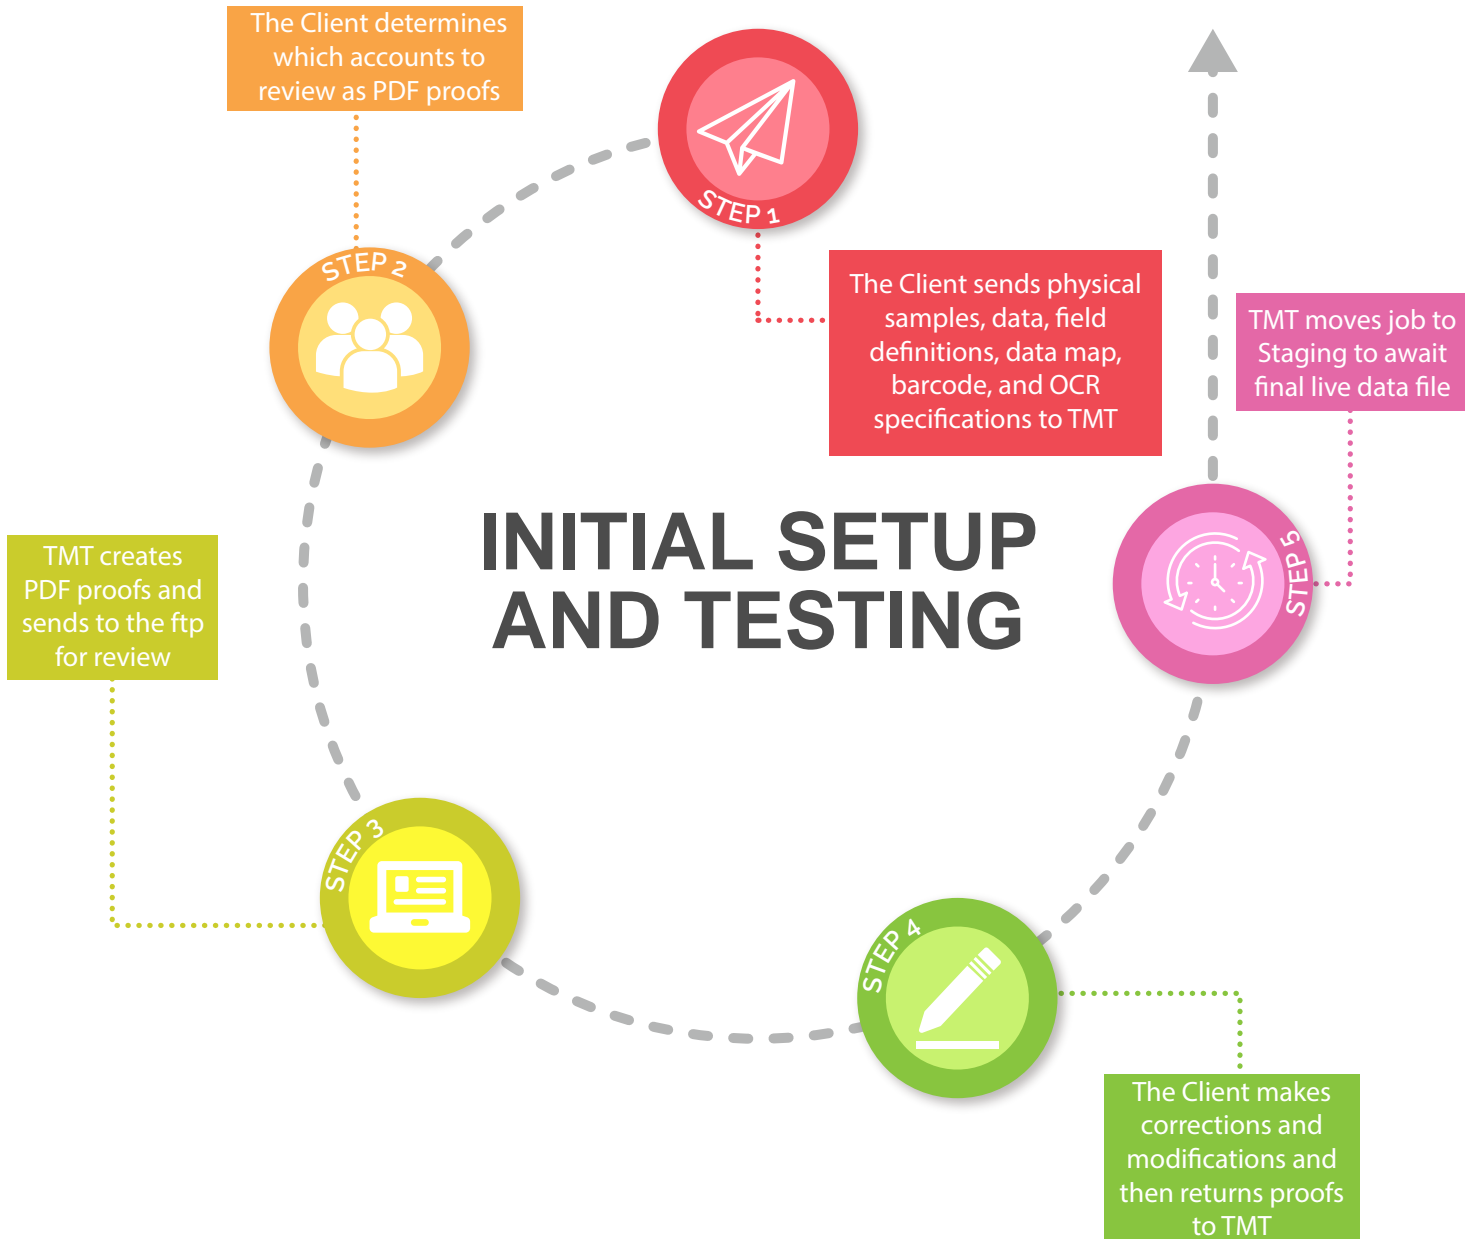 INITIAL SETUP
AND TESTING
STEP 1
The Client sends physical
samples, data, field
definitions, data map,
barcode, and OCR
specifications to TMT
STEP 2
The Client determines
which accounts to
review as PDF proofs
STEP 3
TMT creates
PDF proofs and
sends to the ftp
for review
STEP 4
The Client makes
corrections and
modifications and
then returns proofs
to TMT
STEP 5
TMT moves job to
Staging to await
final live data file